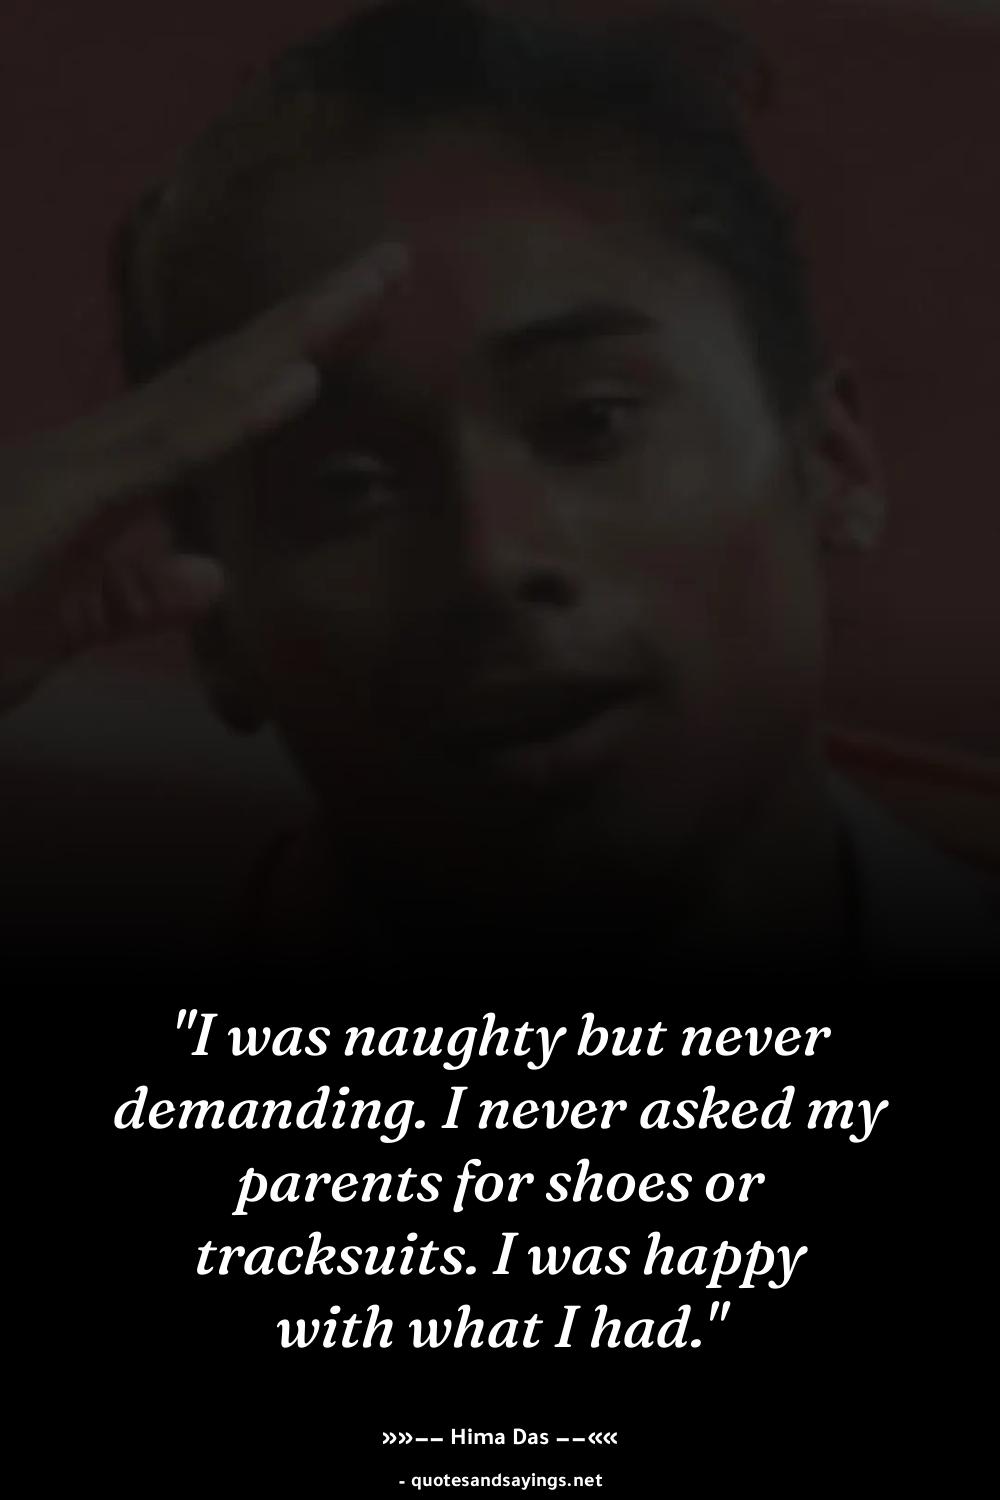 "I was naughty but never
demanding. I never asked my
parents for shoes or
tracksuits. I was happy
with what I had."
»»−− Hima Das −−««
- quotesandsayings.net